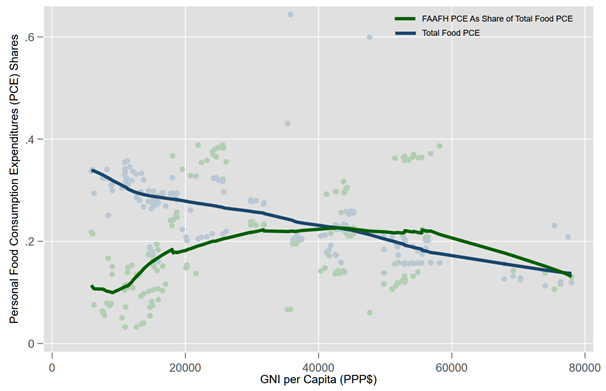 FAAFH PCE As Share of Total Food PCE
Total Food PCE
Personal Food Consumption Expenditures (PCE) Shares
.6
.4
.2
0
0 20000 40000 60000 80000
GNI per Capita (PPP$)